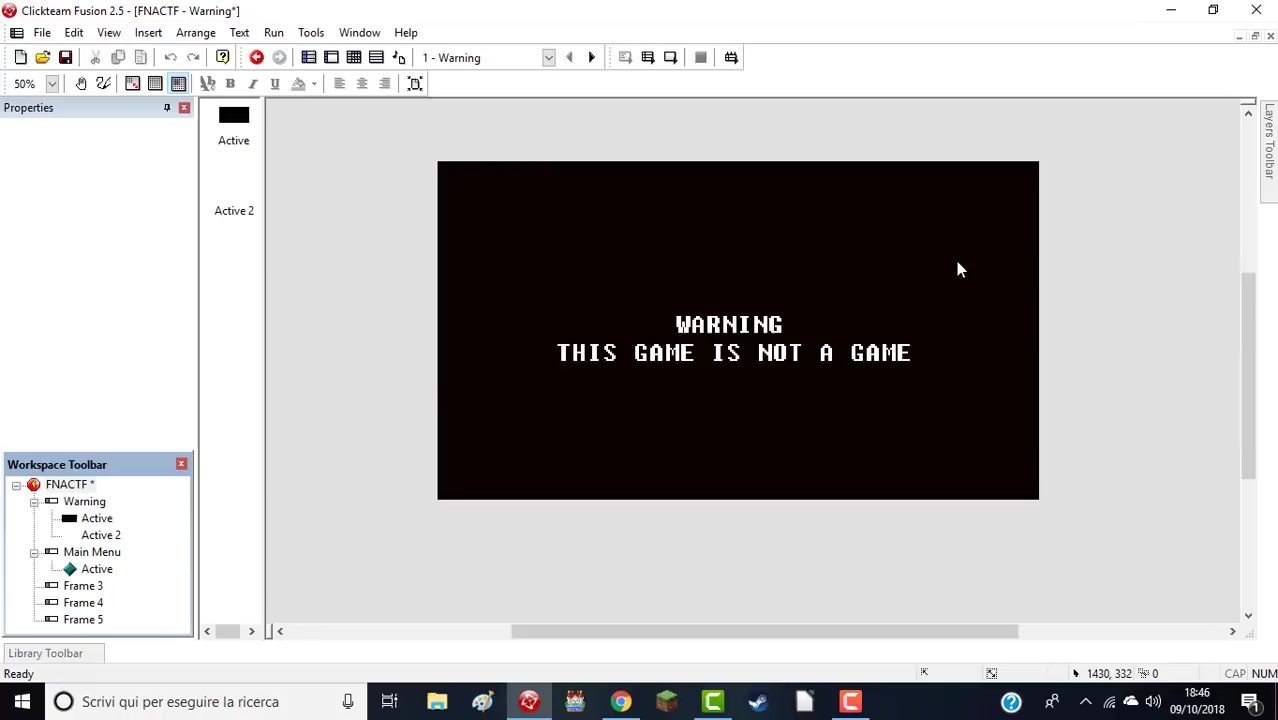 Clickteam Fusion 2.5 - [FNACTF - Warning*]
File Edit View Insert Arrange Text Run Tools Window Help
1 - Warning
50%
Properties
Active
Active 2
Layers Toolbar
WARNING
THIS GAME IS NOT A GAME
Workspace Toolbar
FNACTF *
Warning
Active
Active 2
Main Menu
Active
Frame 3
Frame 4
Frame 5
Library Toolbar
Ready
1430, 332
0
CAP NUM
Scrivi qui per eseguire la ricerca
18:46
09/10/2018